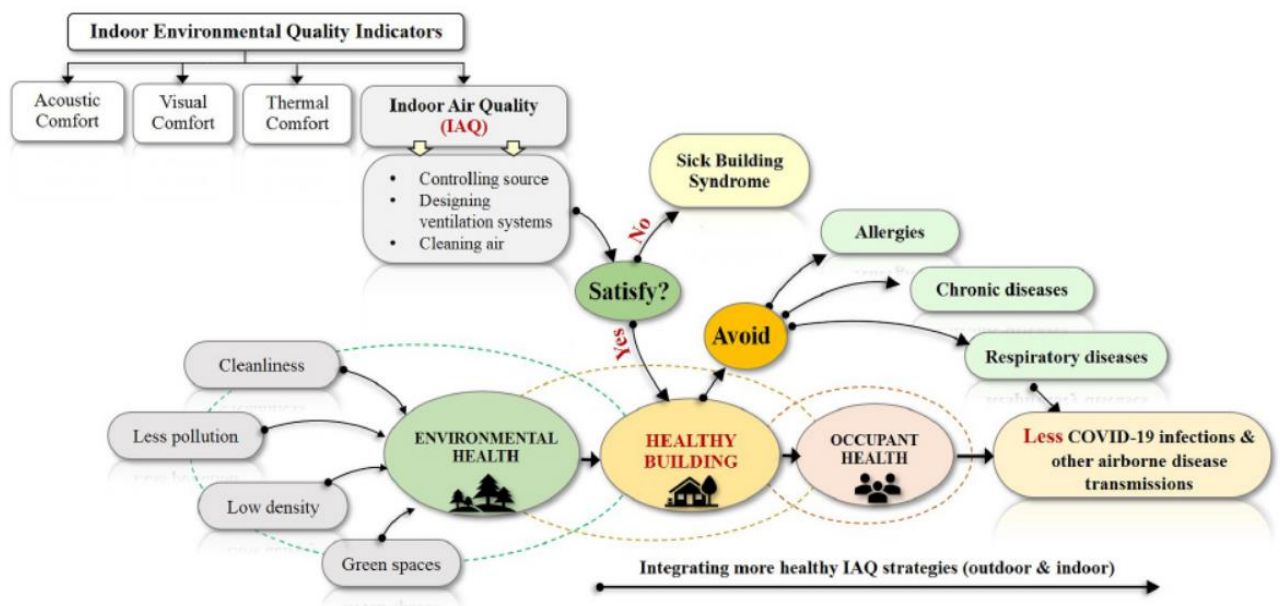 Indoor Environmental Quality Indicators
Acoustic
Comfort
Visual
Comfort
Thermal
Comfort
Indoor Air Quality
(IAQ)
• Controlling source
• Designing
ventilation systems
• Cleaning air
Sick Building
Syndrome
No
Satisfy?
Yes
Avoid
Allergies
Chronic diseases
Respiratory diseases
Cleanliness
Less pollution
Low density
Green spaces
ENVIRONMENTAL
HEALTH
HEALTHY
BUILDING
OCCUPANT
HEALTH
Less COVID-19 infections &
other airborne disease
transmissions
Integrating more healthy IAQ strategies (outdoor & indoor)